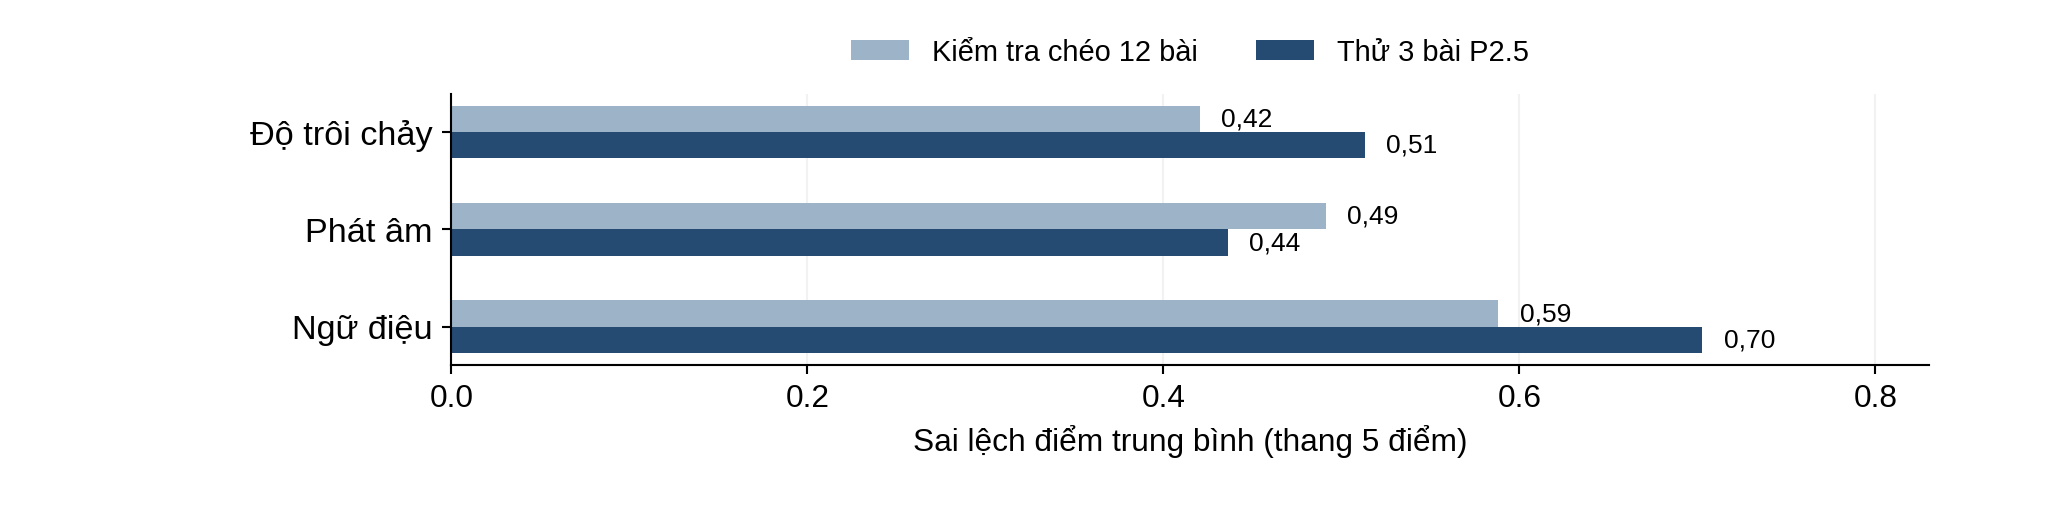 Kiểm tra chéo 12 bài Thử 3 bài P2.5
Độ trôi chảy
0,42
0,51
Phát âm
0,49
0,44
Ngữ điệu
0,59
0,70
0.0 0.2 0.4 0.6 0.8
Sai lệch điểm trung bình (thang 5 điểm)